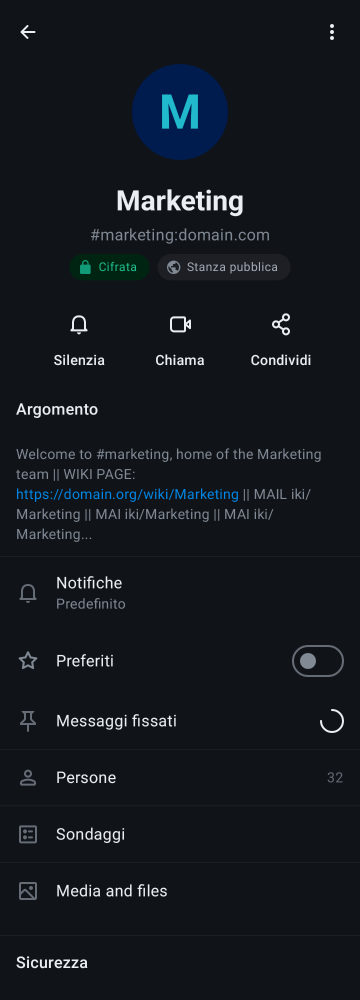 M
Marketing
#marketing:domain.com
Cifrata
Stanza pubblica
Silenzia
Chiama
Condividi
Argomento
Welcome to #marketing, home of the Marketing
team || WIKI PAGE:
https://domain.org/wiki/Marketing || MAIL iki/
Marketing || MAI iki/Marketing || MAI iki/
Marketing...
Notifiche
Predefinito
Preferiti
Messaggi fissati
Persone
32
Sondaggi
Media and files
Sicurezza